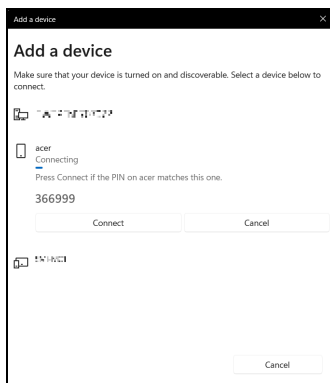 Add a device
Add a device
Make sure that your device is turned on and discoverable. Select a device below to
connect.
acer
Connecting
Press Connect if the PIN on acer matches this one.
366999
Connect Cancel
Cancel